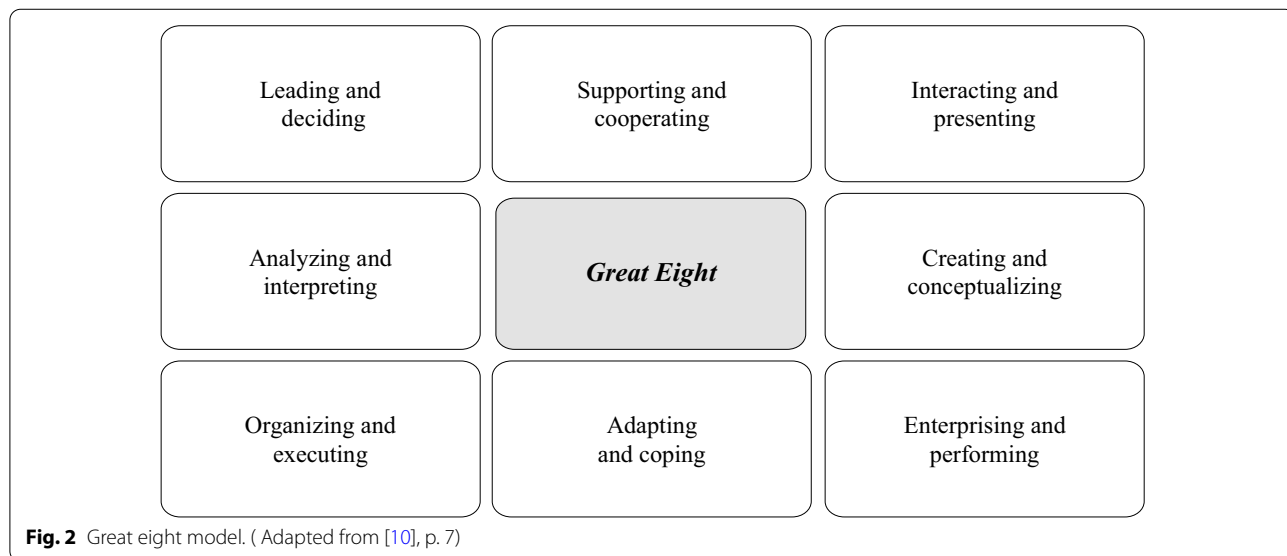 Leading and
deciding
Supporting and
cooperating
Interacting and
presenting
Analyzing and
interpreting
Great Eight
Creating and
conceptualizing
Organizing and
executing
Adapting
and coping
Enterprising and
performing
Fig. 2 Great eight model. ( Adapted from [10], p. 7)